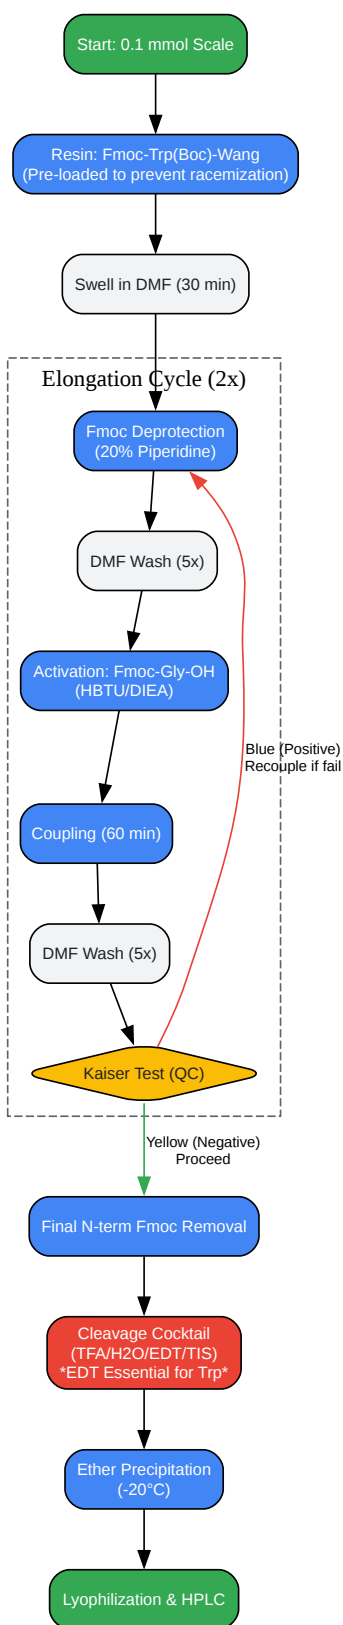 Start: 0.1 mmol Scale
Resin: Fmoc-Trp(Boc)-Wang
(Pre-loaded to prevent racemization)
Swell in DMF (30 min)
Elongation Cycle (2x)
Fmoc Deprotection
(20% Piperidine)
DMF Wash (5x)
Activation: Fmoc-Gly-OH
(HBTU/DIEA)
Blue (Positive)
Recouple if fail
Coupling (60 min)
DMF Wash (5x)
Kaiser Test (QC)
Yellow (Negative)
Proceed
Final N-term Fmoc Removal
Cleavage Cocktail
(TFA/H2O/EDT/TIS)
*EDT Essential for Trp*
Ether Precipitation
(-20°C)
Lyophilization & HPLC